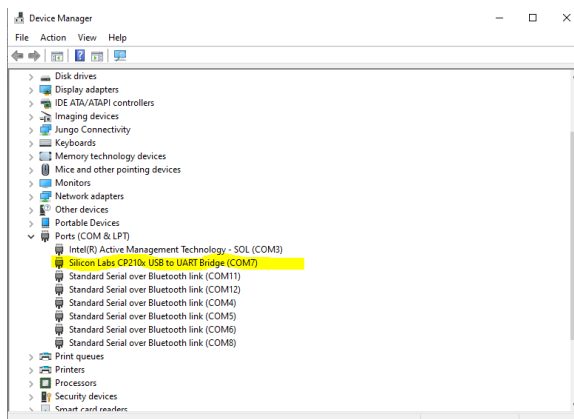 Device Manager
File Action View Help
Disk drives
Display adapters
IDE ATA/ATAPI controllers
Imaging devices
Jungo Connectivity
Keyboards
Memory technology devices
Mice and other pointing devices
Monitors
Network adapters
Other devices
Portable Devices
Ports (COM & LPT)
Intel(R) Active Management Technology - SOL (COM3)
Silicon Labs CP210x USB to UART Bridge (COM7)
Standard Serial over Bluetooth link (COM11)
Standard Serial over Bluetooth link (COM12)
Standard Serial over Bluetooth link (COM4)
Standard Serial over Bluetooth link (COM5)
Standard Serial over Bluetooth link (COM6)
Standard Serial over Bluetooth link (COM8)
Print queues
Printers
Processors
Security devices
Smart card readers